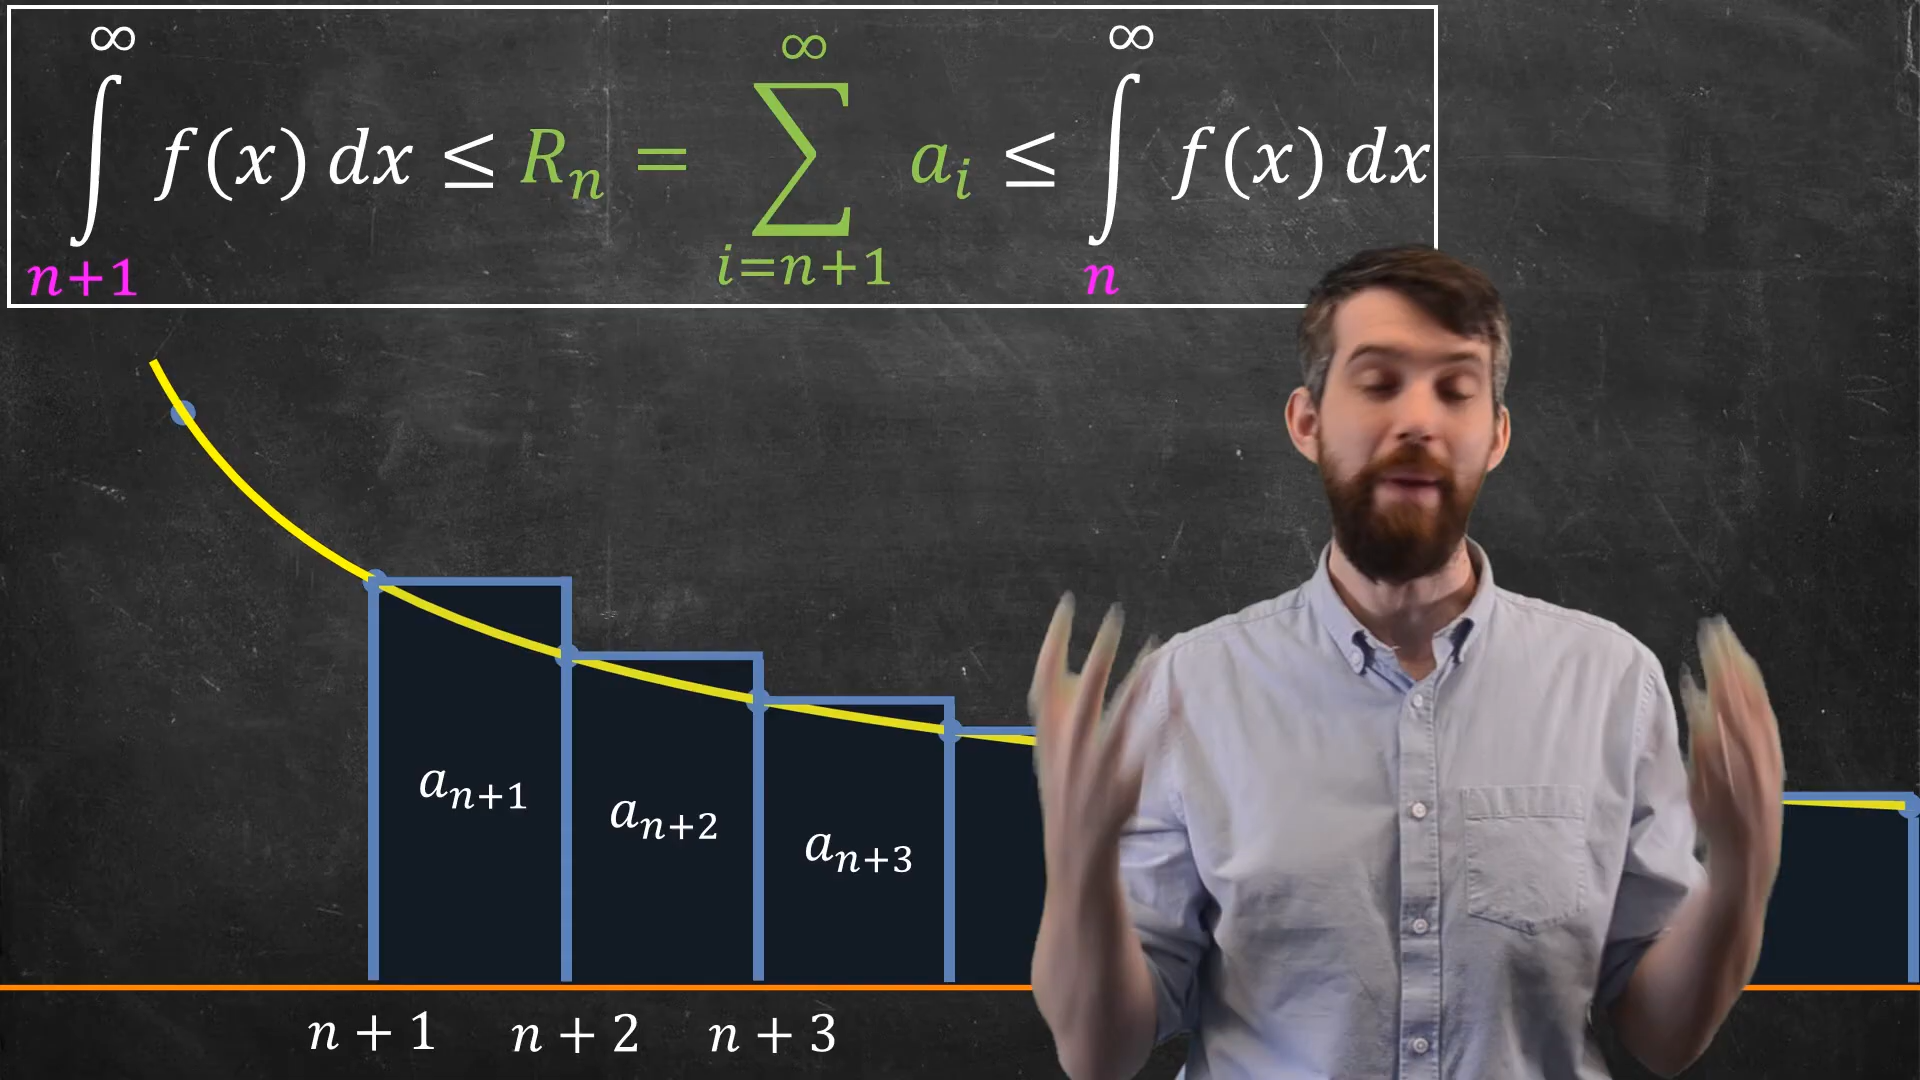 ∫_{n+1}^{∞} f(x) dx ≤ R_n = ∑_{i=n+1}^{∞} a_i ≤ ∫_{n}^{∞} f(x) dx
a_{n+1}
a_{n+2}
a_{n+3}
n + 1 n + 2 n + 3